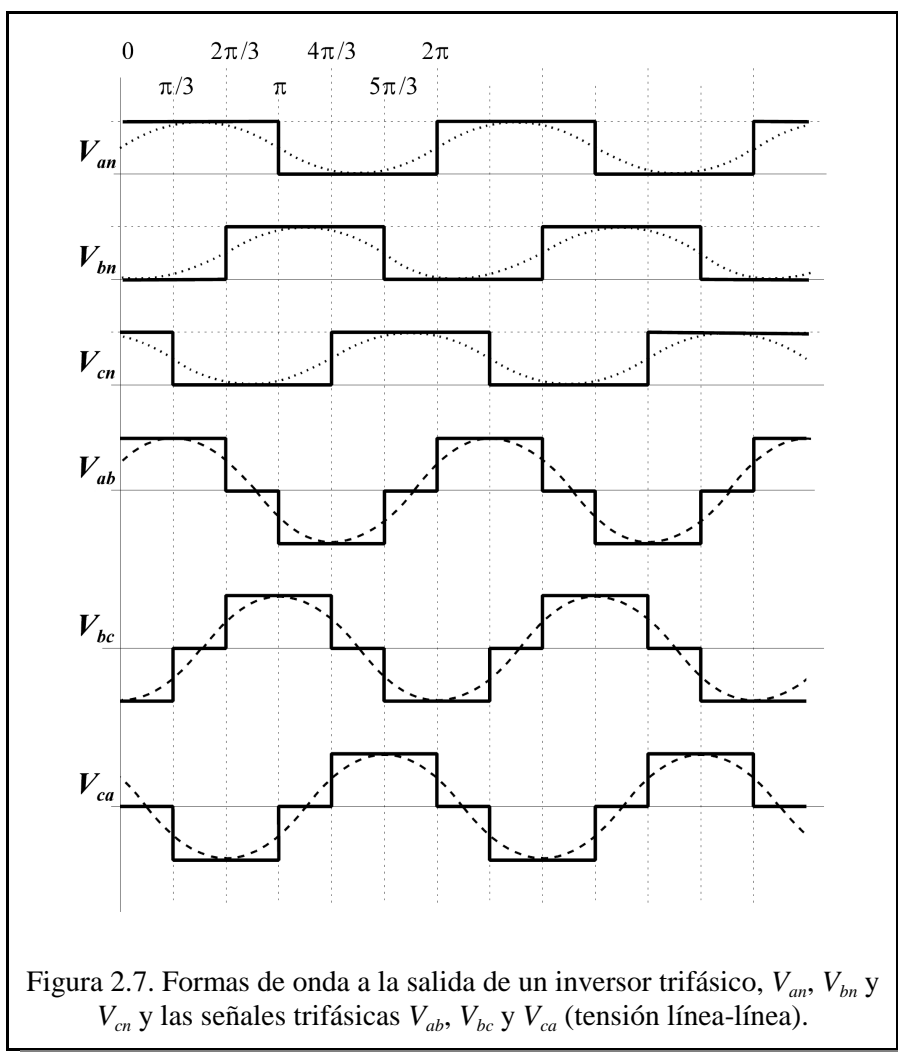 0 2π/3 4π/3 2π
π/3 π 5π/3
Van
Vbn
Vcn
Vab
Vbc
Vca
Figura 2.7. Formas de onda a la salida de un inversor trifásico, Van, Vbn y
Vcn y las señales trifásicas Vab, Vbc y Vca (tensión línea-línea).